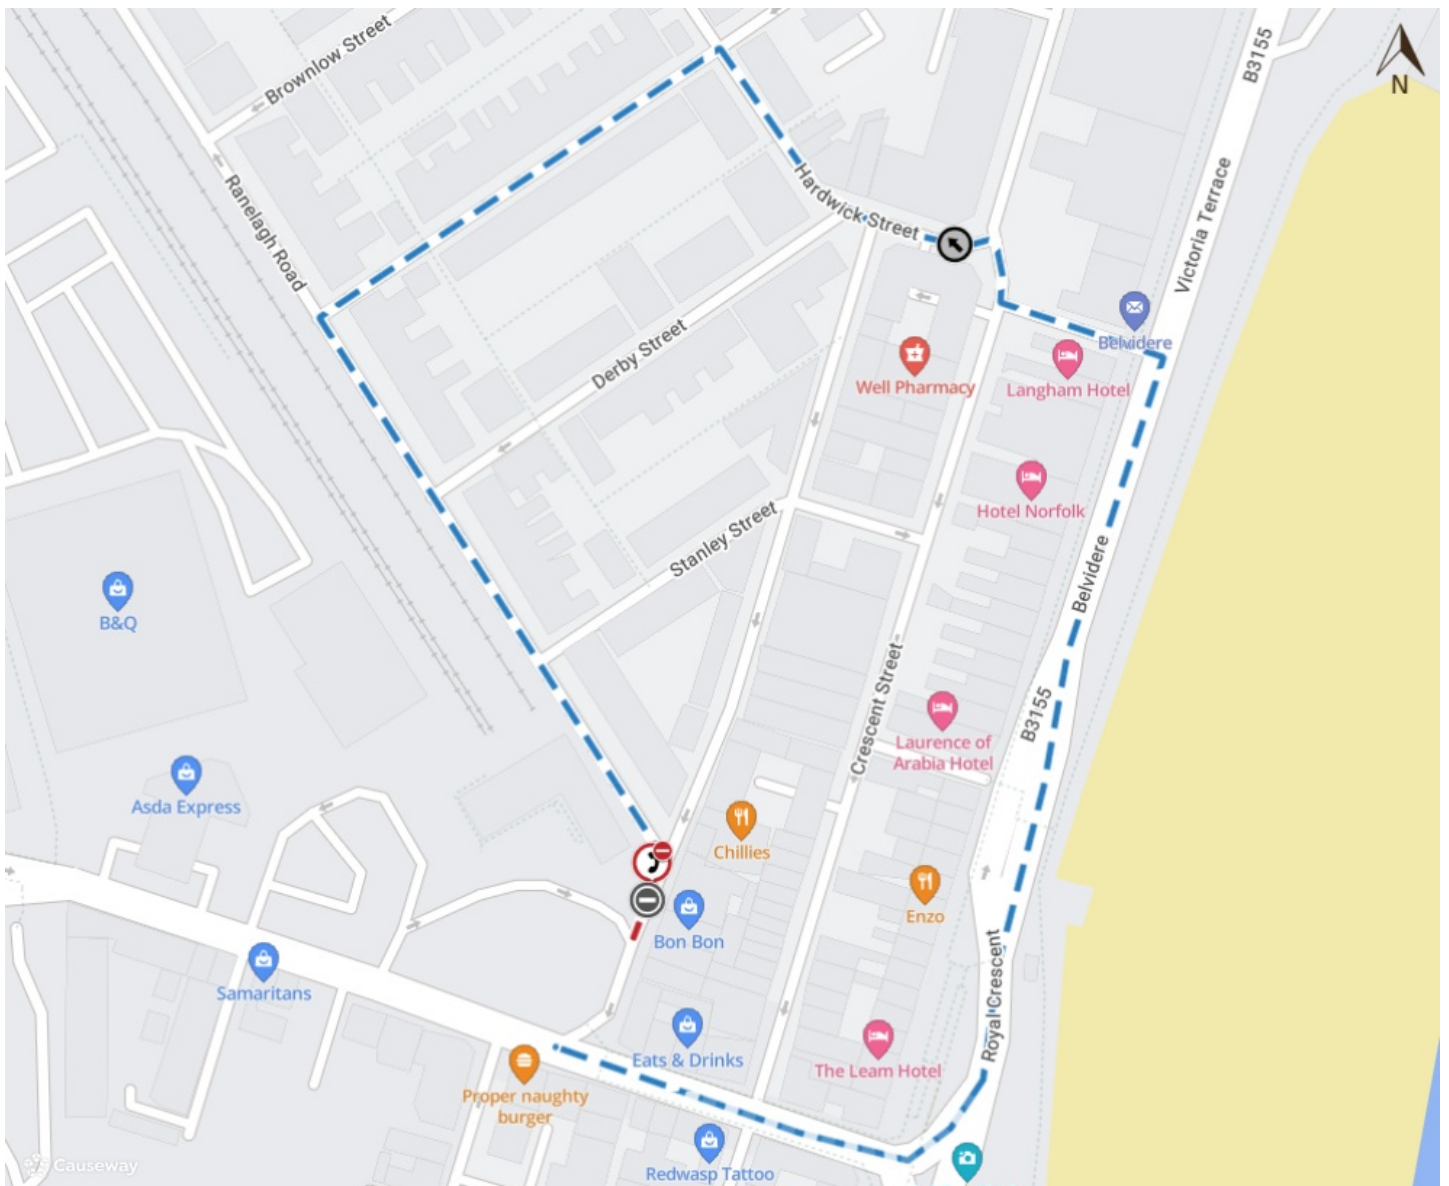 Brownlow Street
B3155
N
Ranelagh Road
Hardwick Street
Victoria Terrace
Belvidere
Derby Street
Well Pharmacy
Langham Hotel
Hotel Norfolk
Stanley Street
Belvidere
B&Q
Crescent Street
B3155
Laurence of
Arabia Hotel
Asda Express
Chillies
Enzo
Bon Bon
Royal Crescent
Samaritans
Eats & Drinks
The Leam Hotel
Proper naughty
burger
Redwasp Tattoo
Causeway